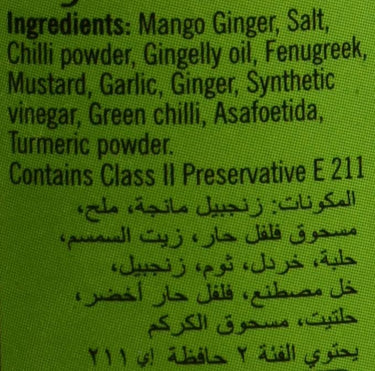 Ingredients: Mango Ginger, Salt,
Chilli powder, Gingelly oil, Fenugreek,
Mustard, Garlic, Ginger, Synthetic
vinegar, Green chilli, Asafoetida,
Turmeric powder.
Contains Class II Preservative E 211
المكونات: زنجبيل مانجة، ملح،
مسحوق فلفل حار، زيت السمسم،
حلبة، خردل، ثوم، زنجبيل،
خل مصطنع، فلفل حار أخضر،
حلتيت، مسحوق الكركم
يحتوي الفئة ٢ حافظة اي ٢١١